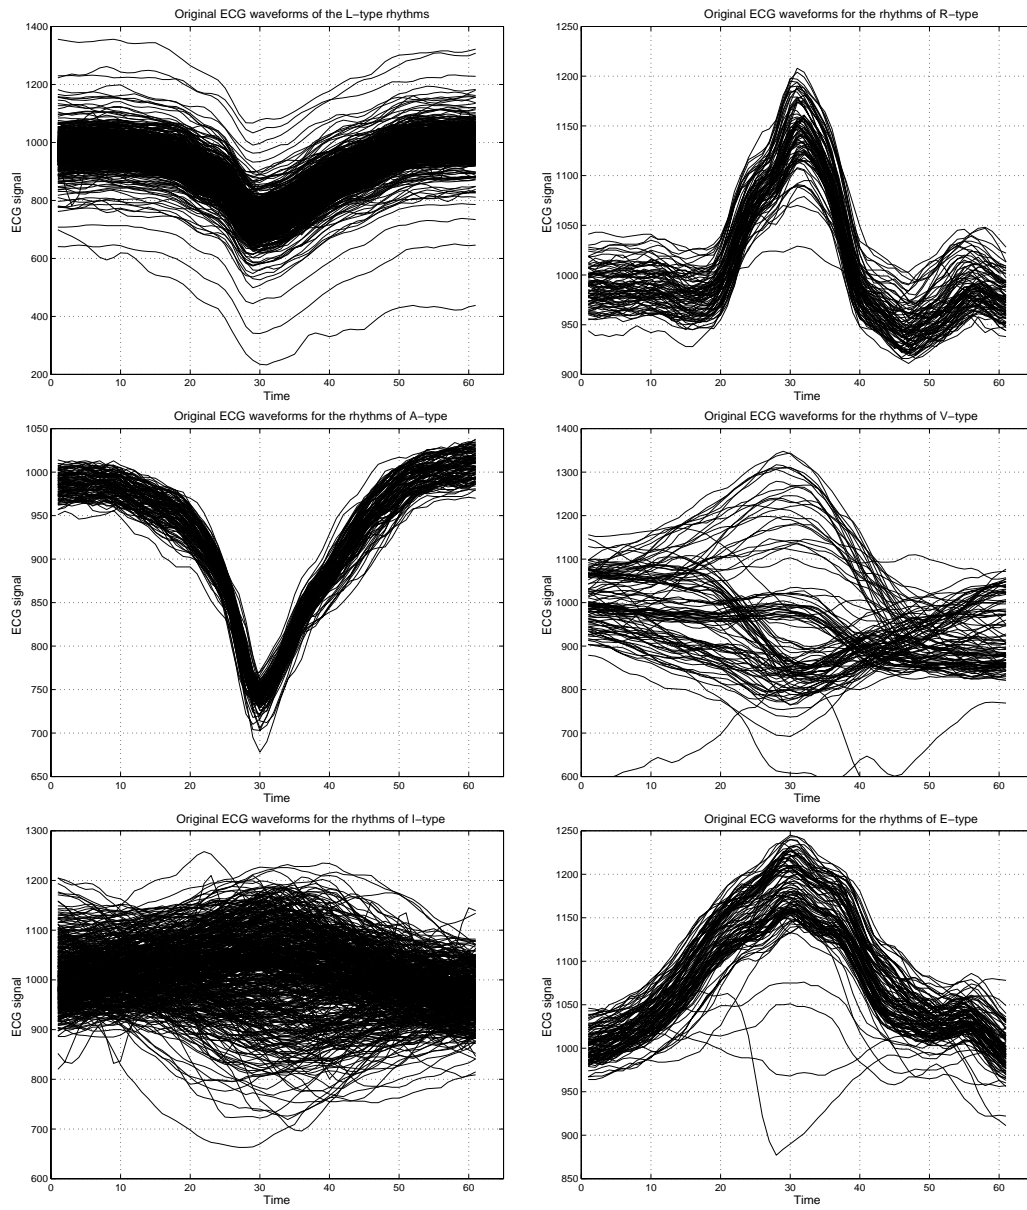 Original ECG waveforms of the L−type rhythms
1400
1200
1000
800
600
400
200
0 10 20 30 40 50 60
ECG signal
Time
Original ECG waveforms for the rhythms of R−type
1250
1200
1150
1100
1050
1000
950
900
0 10 20 30 40 50 60
ECG signal
Time
Original ECG waveforms for the rhythms of A−type
1050
1000
950
900
850
800
750
700
650
0 10 20 30 40 50 60
ECG signal
Time
Original ECG waveforms for the rhythms of V−type
1400
1300
1200
1100
1000
900
800
700
600
0 10 20 30 40 50 60
ECG signal
Time
Original ECG waveforms for the rhythms of I−type
1300
1200
1100
1000
900
800
700
600
0 10 20 30 40 50 60
ECG signal
Time
Original ECG waveforms for the rhythms of E−type
1250
1200
1150
1100
1050
1000
950
900
850
0 10 20 30 40 50 60
ECG signal
Time